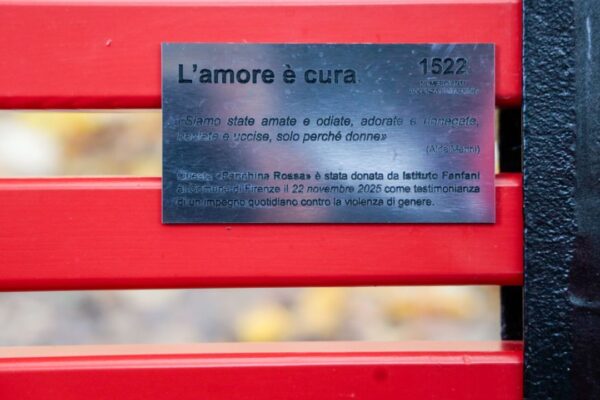 L'amore è cura
1522
«Siamo state amate e odiate, adorate e rinnegate,
baciate e uccise, solo perché donne»
(Alda Merini)
Questa «Panchina Rossa» è stata donata da Istituto Fanfani
al Comune di Firenze il 22 novembre 2025 come testimonianza
di un impegno quotidiano contro la violenza di genere.